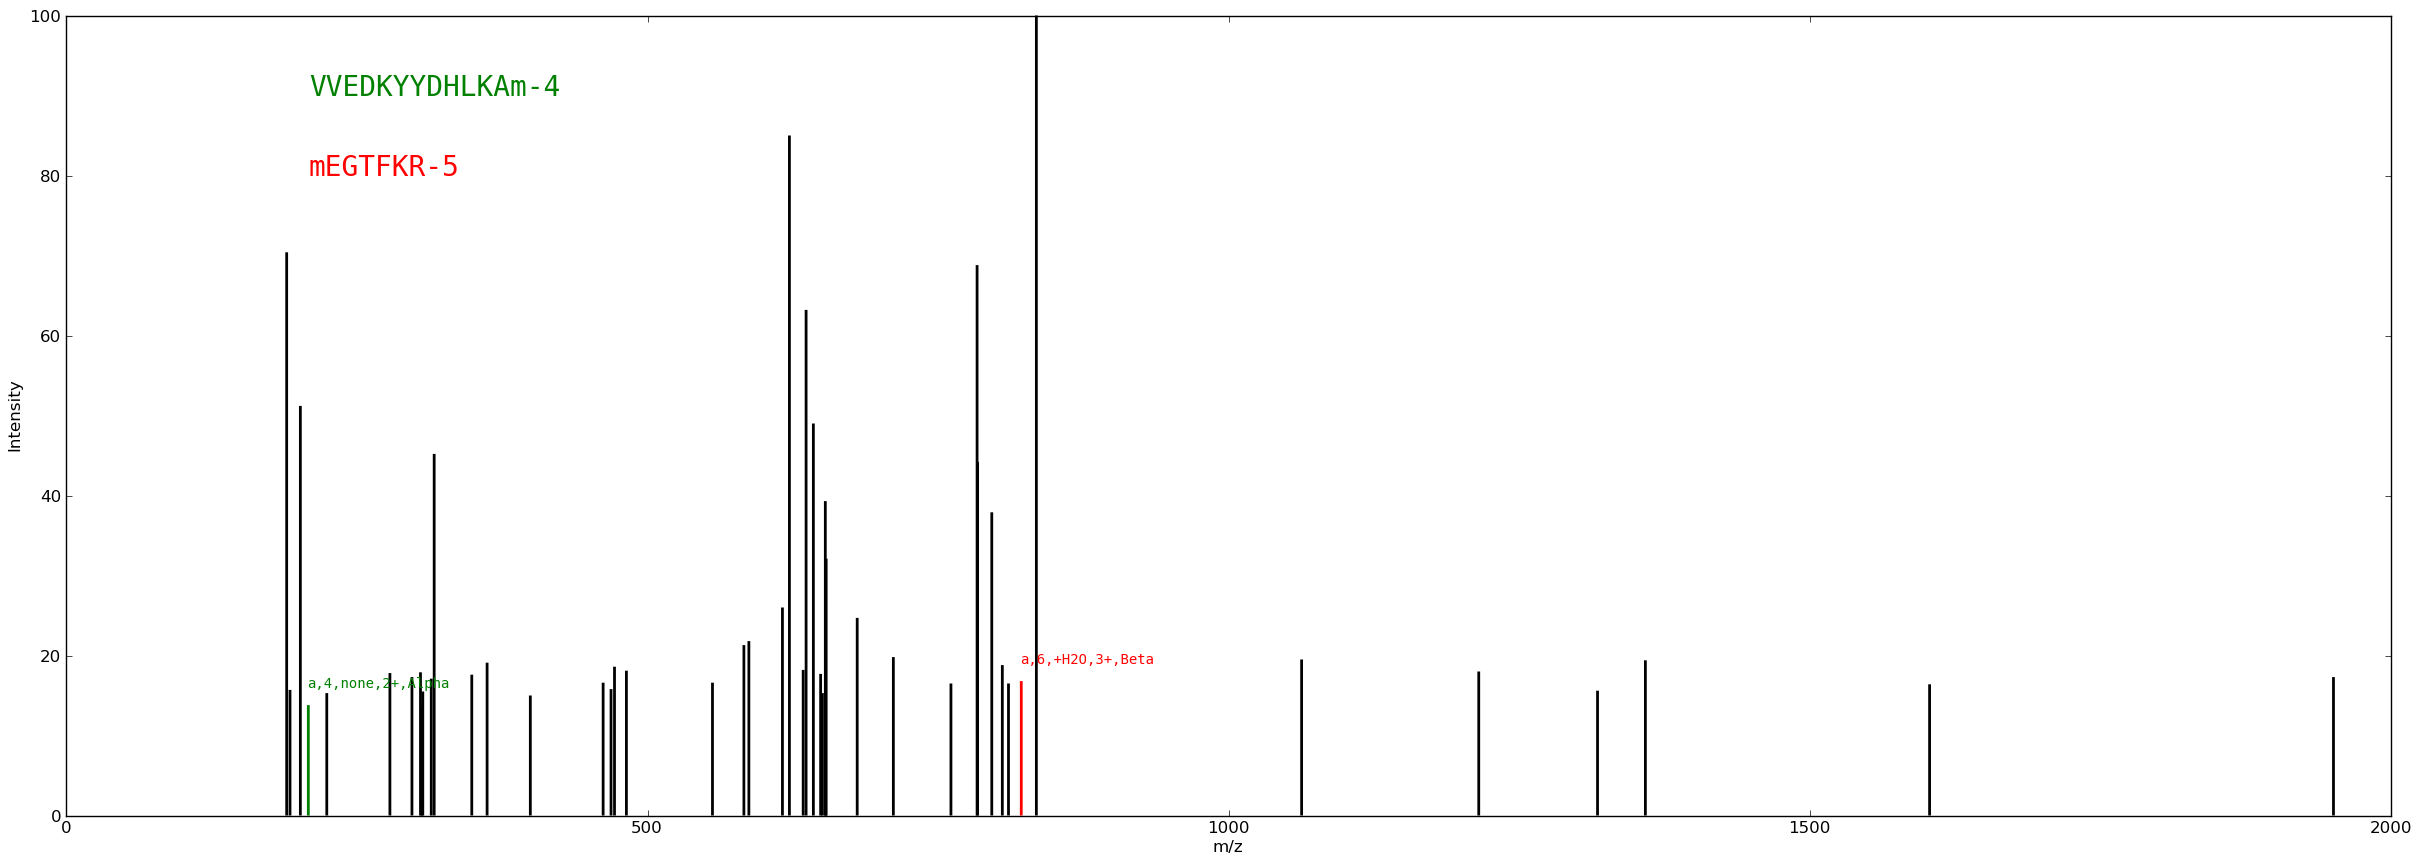 100
VVEDKYYDHLKAm-4
mEGTFKR-5
80
60
Intensity
40
20
a,6,+H2O,3+,Beta
a,4,none,2+,Alpha
0
0 500 1000 1500 2000
m/z